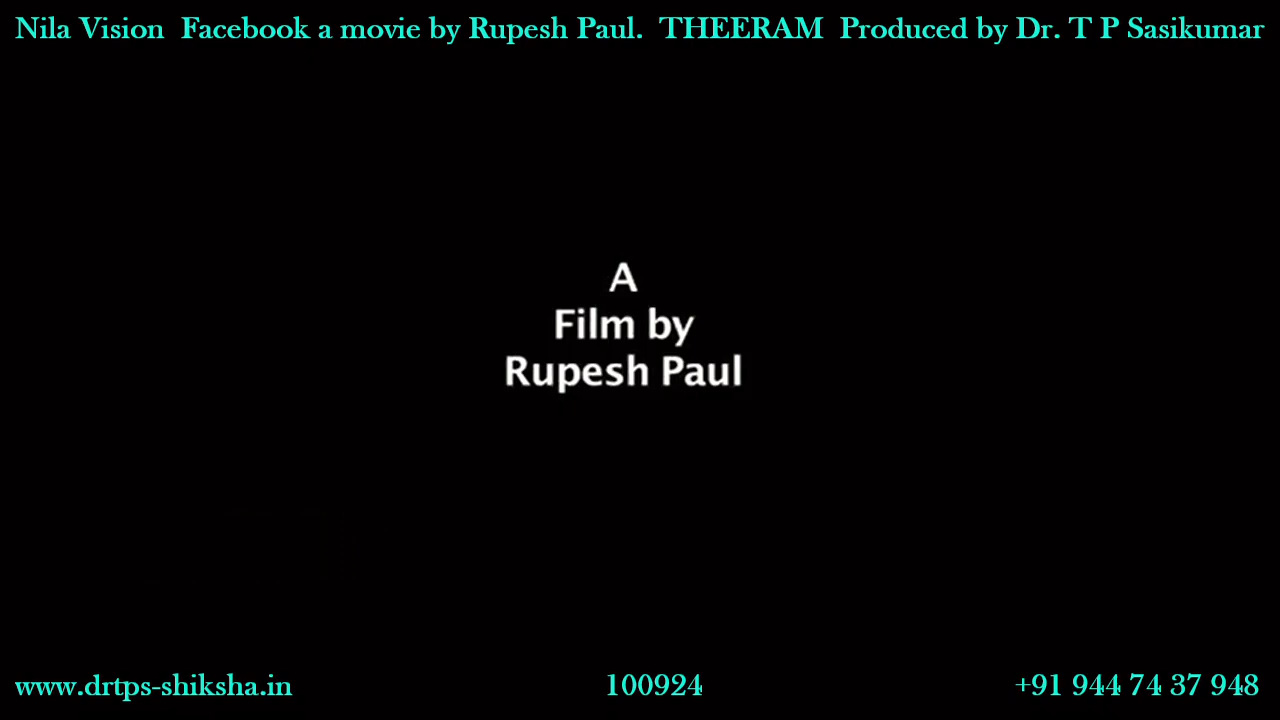 Nila Vision  Facebook a movie by Rupesh Paul.  THEERAM  Produced by Dr. T P Sasikumar
A
Film by
Rupesh Paul
www.drtps-shiksha.in 100924 +91 944 74 37 948